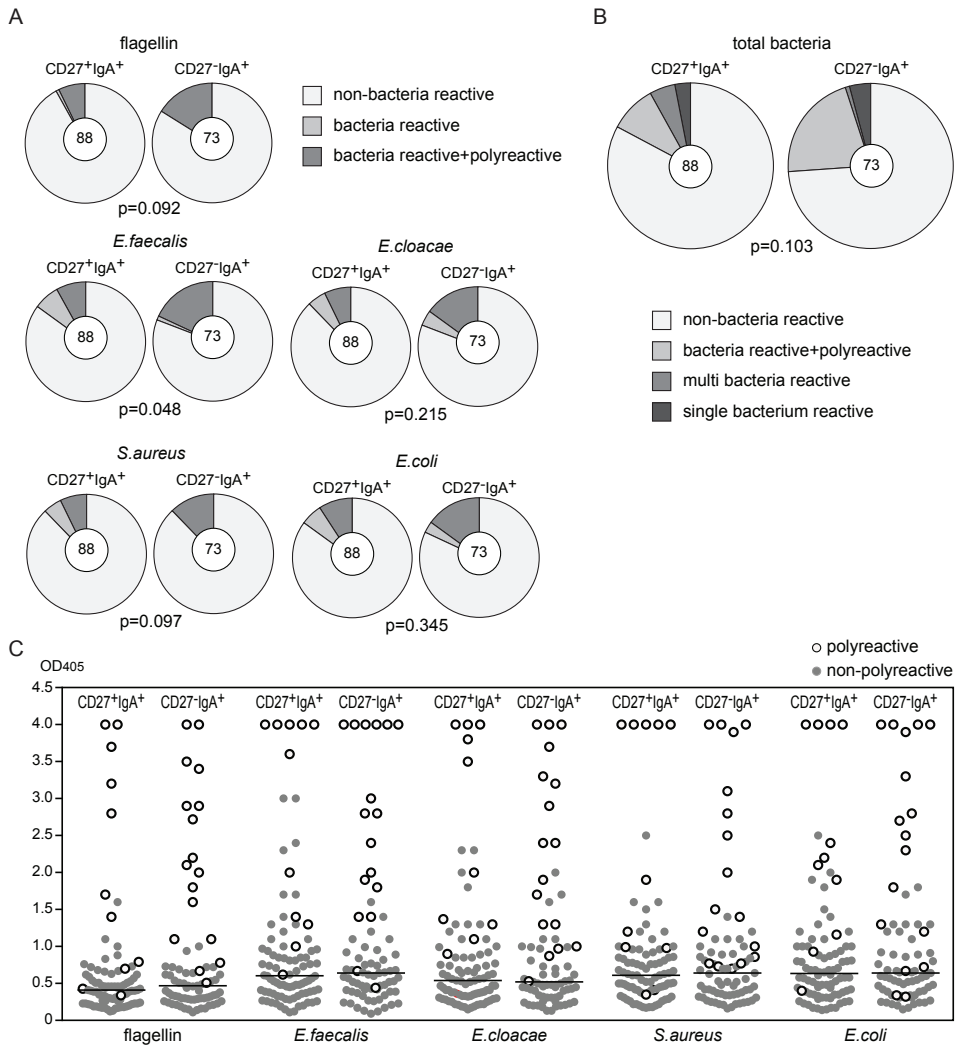 A
flagellin
CD27+IgA+ CD27-IgA+
88 73
p=0.092
non-bacteria reactive
bacteria reactive
bacteria reactive+polyreactive
E.faecalis
CD27+IgA+ CD27-IgA+
88 73
p=0.048
E.cloacae
CD27+IgA+ CD27-IgA+
88 73
p=0.215
S.aureus
CD27+IgA+ CD27-IgA+
88 73
p=0.097
E.coli
CD27+IgA+ CD27-IgA+
88 73
p=0.345
B
total bacteria
CD27+IgA+ CD27-IgA+
88 73
p=0.103
non-bacteria reactive
bacteria reactive+polyreactive
multi bacteria reactive
single bacterium reactive
C
polyreactive
non-polyreactive
OD405
4.5
4.0
3.5
3.0
2.5
2.0
1.5
1.0
0.5
0
CD27+IgA+ CD27-IgA+ CD27+IgA+ CD27-IgA+ CD27+IgA+ CD27-IgA+ CD27+IgA+ CD27-IgA+ CD27+IgA+ CD27-IgA+
flagellin E.faecalis E.cloacae S.aureus E.coli